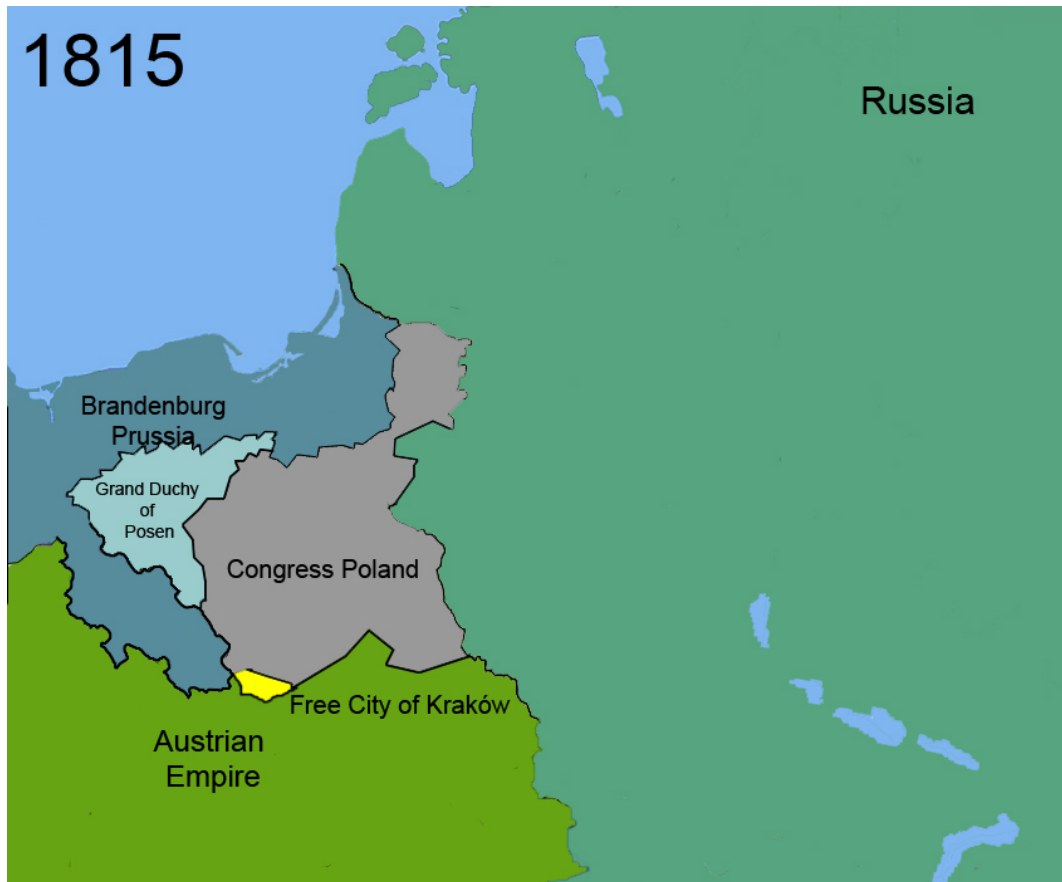 1815
Russia
Brandenburg
Prussia
Grand Duchy
of
Posen
Congress Poland
Free City of Kraków
Austrian
Empire